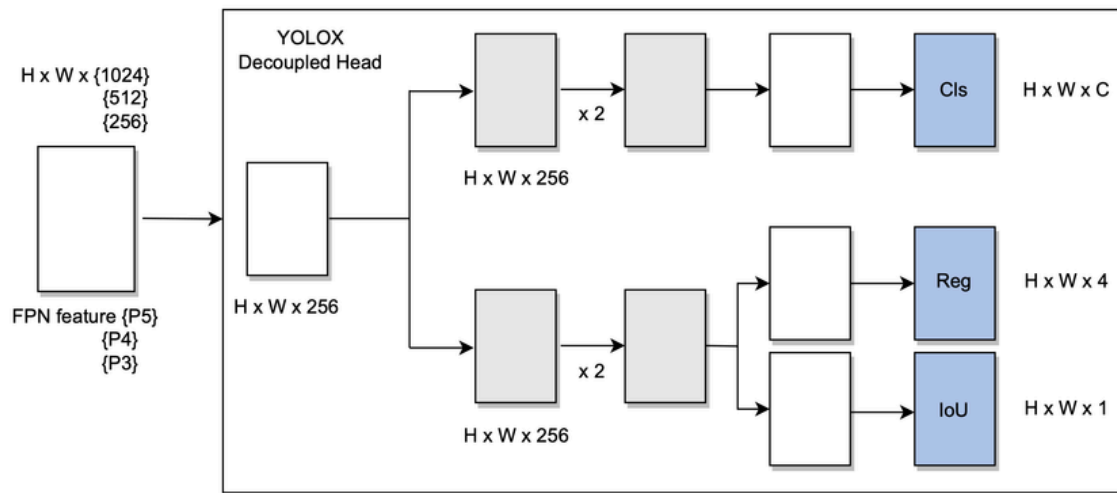 YOLOX
Decoupled Head
H x W x {1024}
{512}
{256}
FPN feature {P5}
{P4}
{P3}
H x W x 256
H x W x 256
x 2
Cls
H x W x C
H x W x 256
x 2
Reg
H x W x 4
IoU
H x W x 1